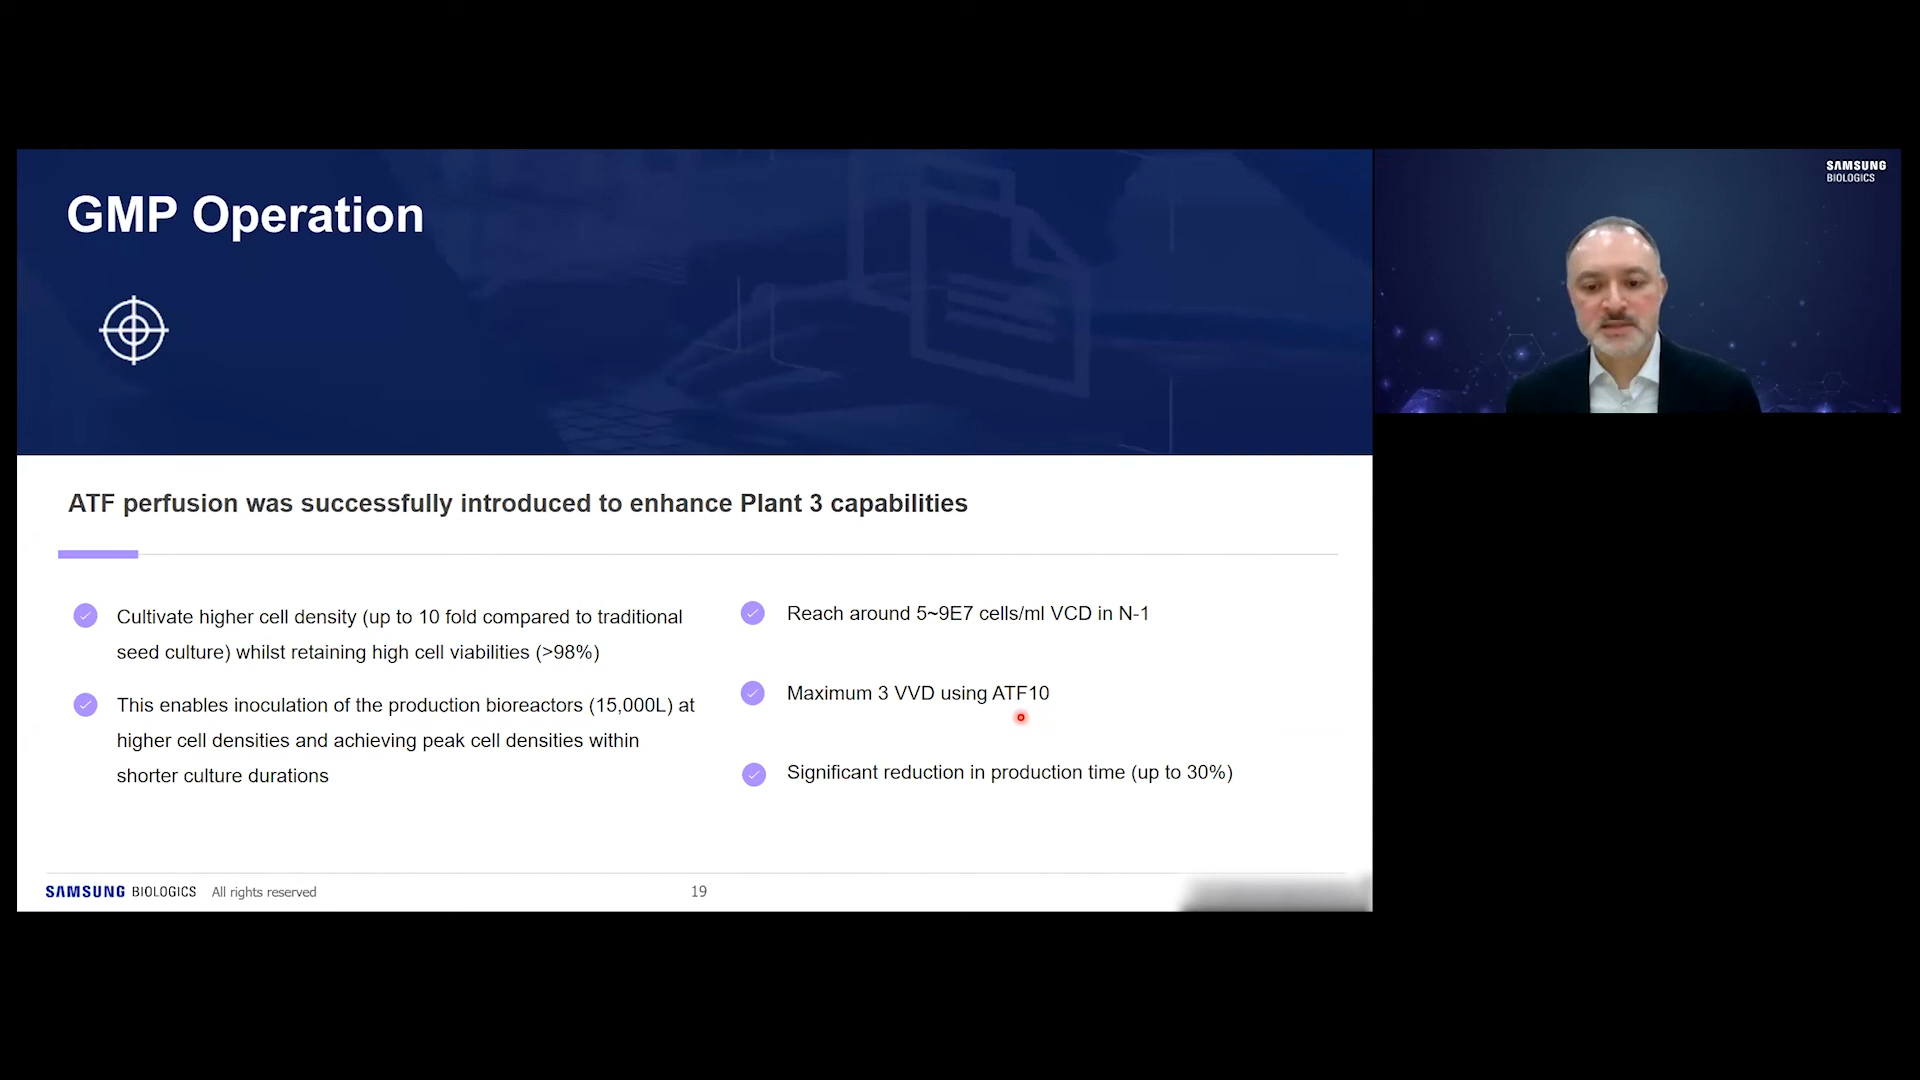 GMP Operation
SAMSUNG
BIOLOGICS
ATF perfusion was successfully introduced to enhance Plant 3 capabilities
Cultivate higher cell density (up to 10 fold compared to traditional
seed culture) whilst retaining high cell viabilities (>98%)
This enables inoculation of the production bioreactors (15,000L) at
higher cell densities and achieving peak cell densities within
shorter culture durations
Reach around 5~9E7 cells/ml VCD in N-1
Maximum 3 VVD using ATF10
Significant reduction in production time (up to 30%)
SAMSUNG BIOLOGICS All rights reserved
19